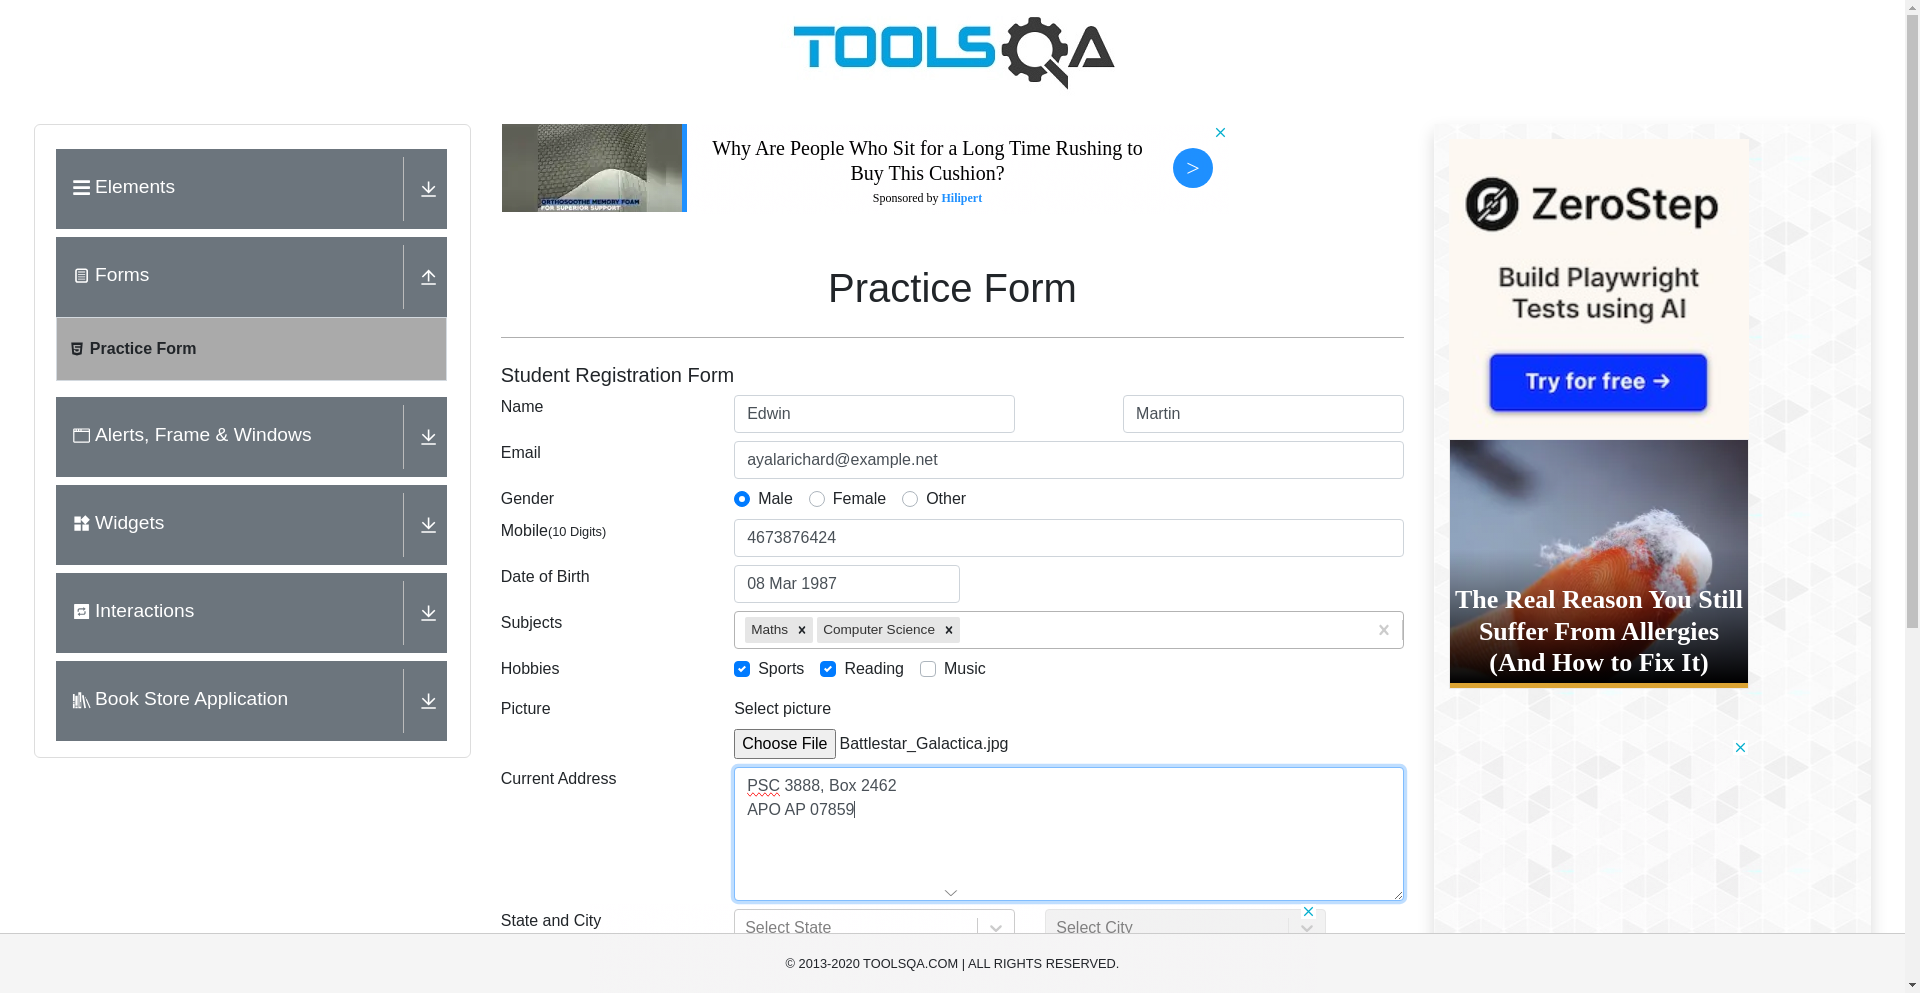 TOOLSQA
Elements
Forms
Practice Form
Alerts, Frame & Windows
Widgets
Interactions
Book Store Application
ORTHOSOOTHE MEMORY FOAM
FOR SUPERIOR SUPPORT
Why Are People Who Sit for a Long Time Rushing to
Buy This Cushion?
Sponsored by Hilipert
>
Practice Form
Student Registration Form
Name
Edwin
Martin
Email
ayalarichard@example.net
Gender
Male
Female
Other
Mobile(10 Digits)
4673876424
Date of Birth
08 Mar 1987
Subjects
Maths
Computer Science
Hobbies
Sports
Reading
Music
Picture
Select picture
Choose File Battlestar_Galactica.jpg
Current Address
PSC 3888, Box 2462
APO AP 07859
State and City
Select State
Select City
ZeroStep
Build Playwright
Tests using AI
Try for free →
The Real Reason You Still
Suffer From Allergies
(And How to Fix It)
© 2013-2020 TOOLSQA.COM | ALL RIGHTS RESERVED.